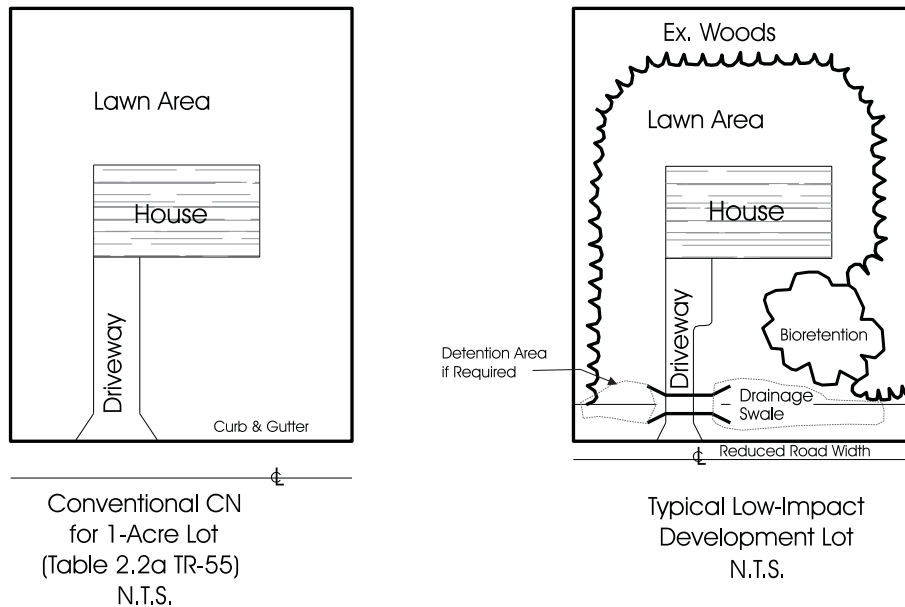 Lawn Area
House
Driveway
Curb & Gutter
℄
Conventional CN
for 1-Acre Lot
(Table 2.2a TR-55)
N.T.S.
Ex. Woods
Lawn Area
House
Driveway
Bioretention
Detention Area
if Required
Drainage
Swale
Reduced Road Width
℄
Typical Low-Impact
Development Lot
N.T.S.